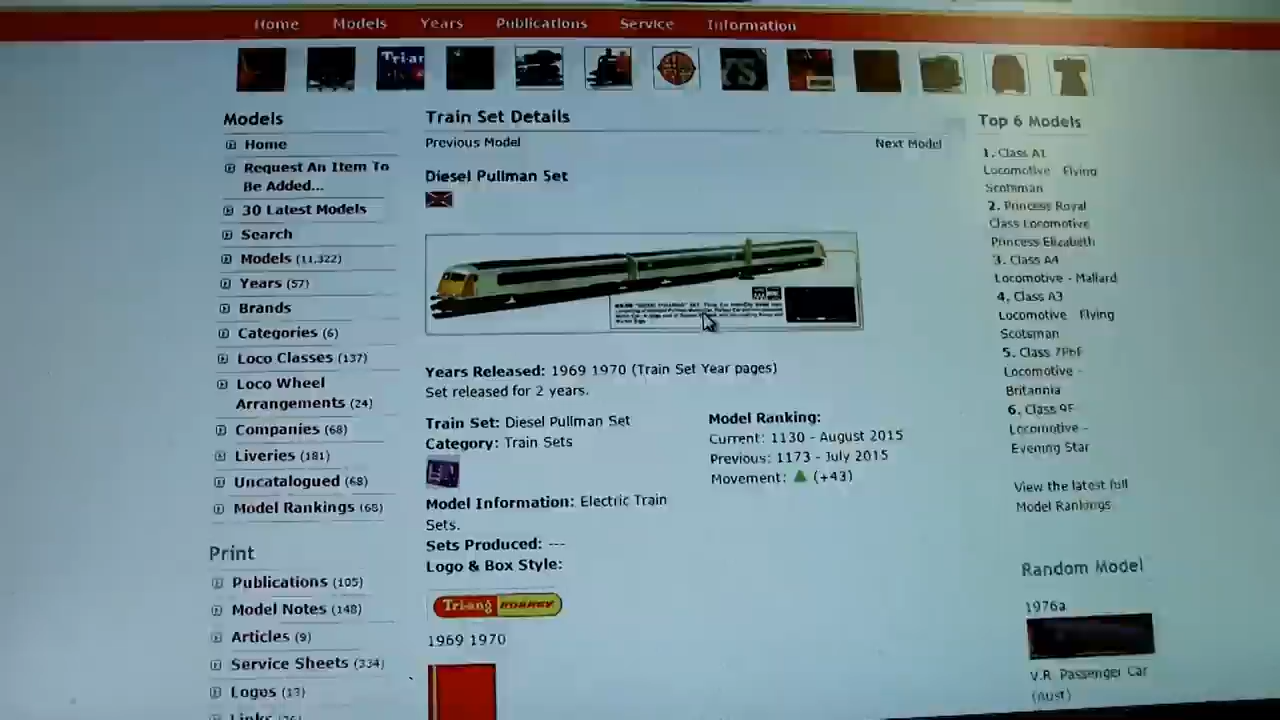 Home Models Years Publications Service Information
Tri-an
Models
Home
Request An Item To
Be Added...
30 Latest Models
Search
Models (11,322)
Years (57)
Brands
Categories (6)
Loco Classes (137)
Loco Wheel
Arrangements (24)
Companies (68)
Liveries (181)
Uncatalogued (68)
Model Rankings (68)
Print
Publications (105)
Model Notes (148)
Articles (9)
Service Sheets (334)
Logos (13)
Links
Train Set Details
Previous Model Next Model
Diesel Pullman Set
Years Released: 1969 1970 (Train Set Year pages)
Set released for 2 years.
Train Set: Diesel Pullman Set
Category: Train Sets
Model Information: Electric Train
Sets.
Sets Produced: ---
Logo & Box Style:
Tri-ang HORNBY
1969 1970
Model Ranking:
Current: 1130 - August 2015
Previous: 1173 - July 2015
Movement: (+43)
Top 6 Models
1. Class A1
Locomotive Flying
Scotsman
2. Princess Royal
Class Locomotive
Princess Elizabeth
3. Class A4
Locomotive - Mallard
4. Class A3
Locomotive Flying
Scotsman
5. Class 7P6F
Locomotive -
Britannia
6. Class 9F
Locomotive -
Evening Star
View the latest full
Model Rankings
Random Model
1976a
V.R. Passenger Car
(Aust)